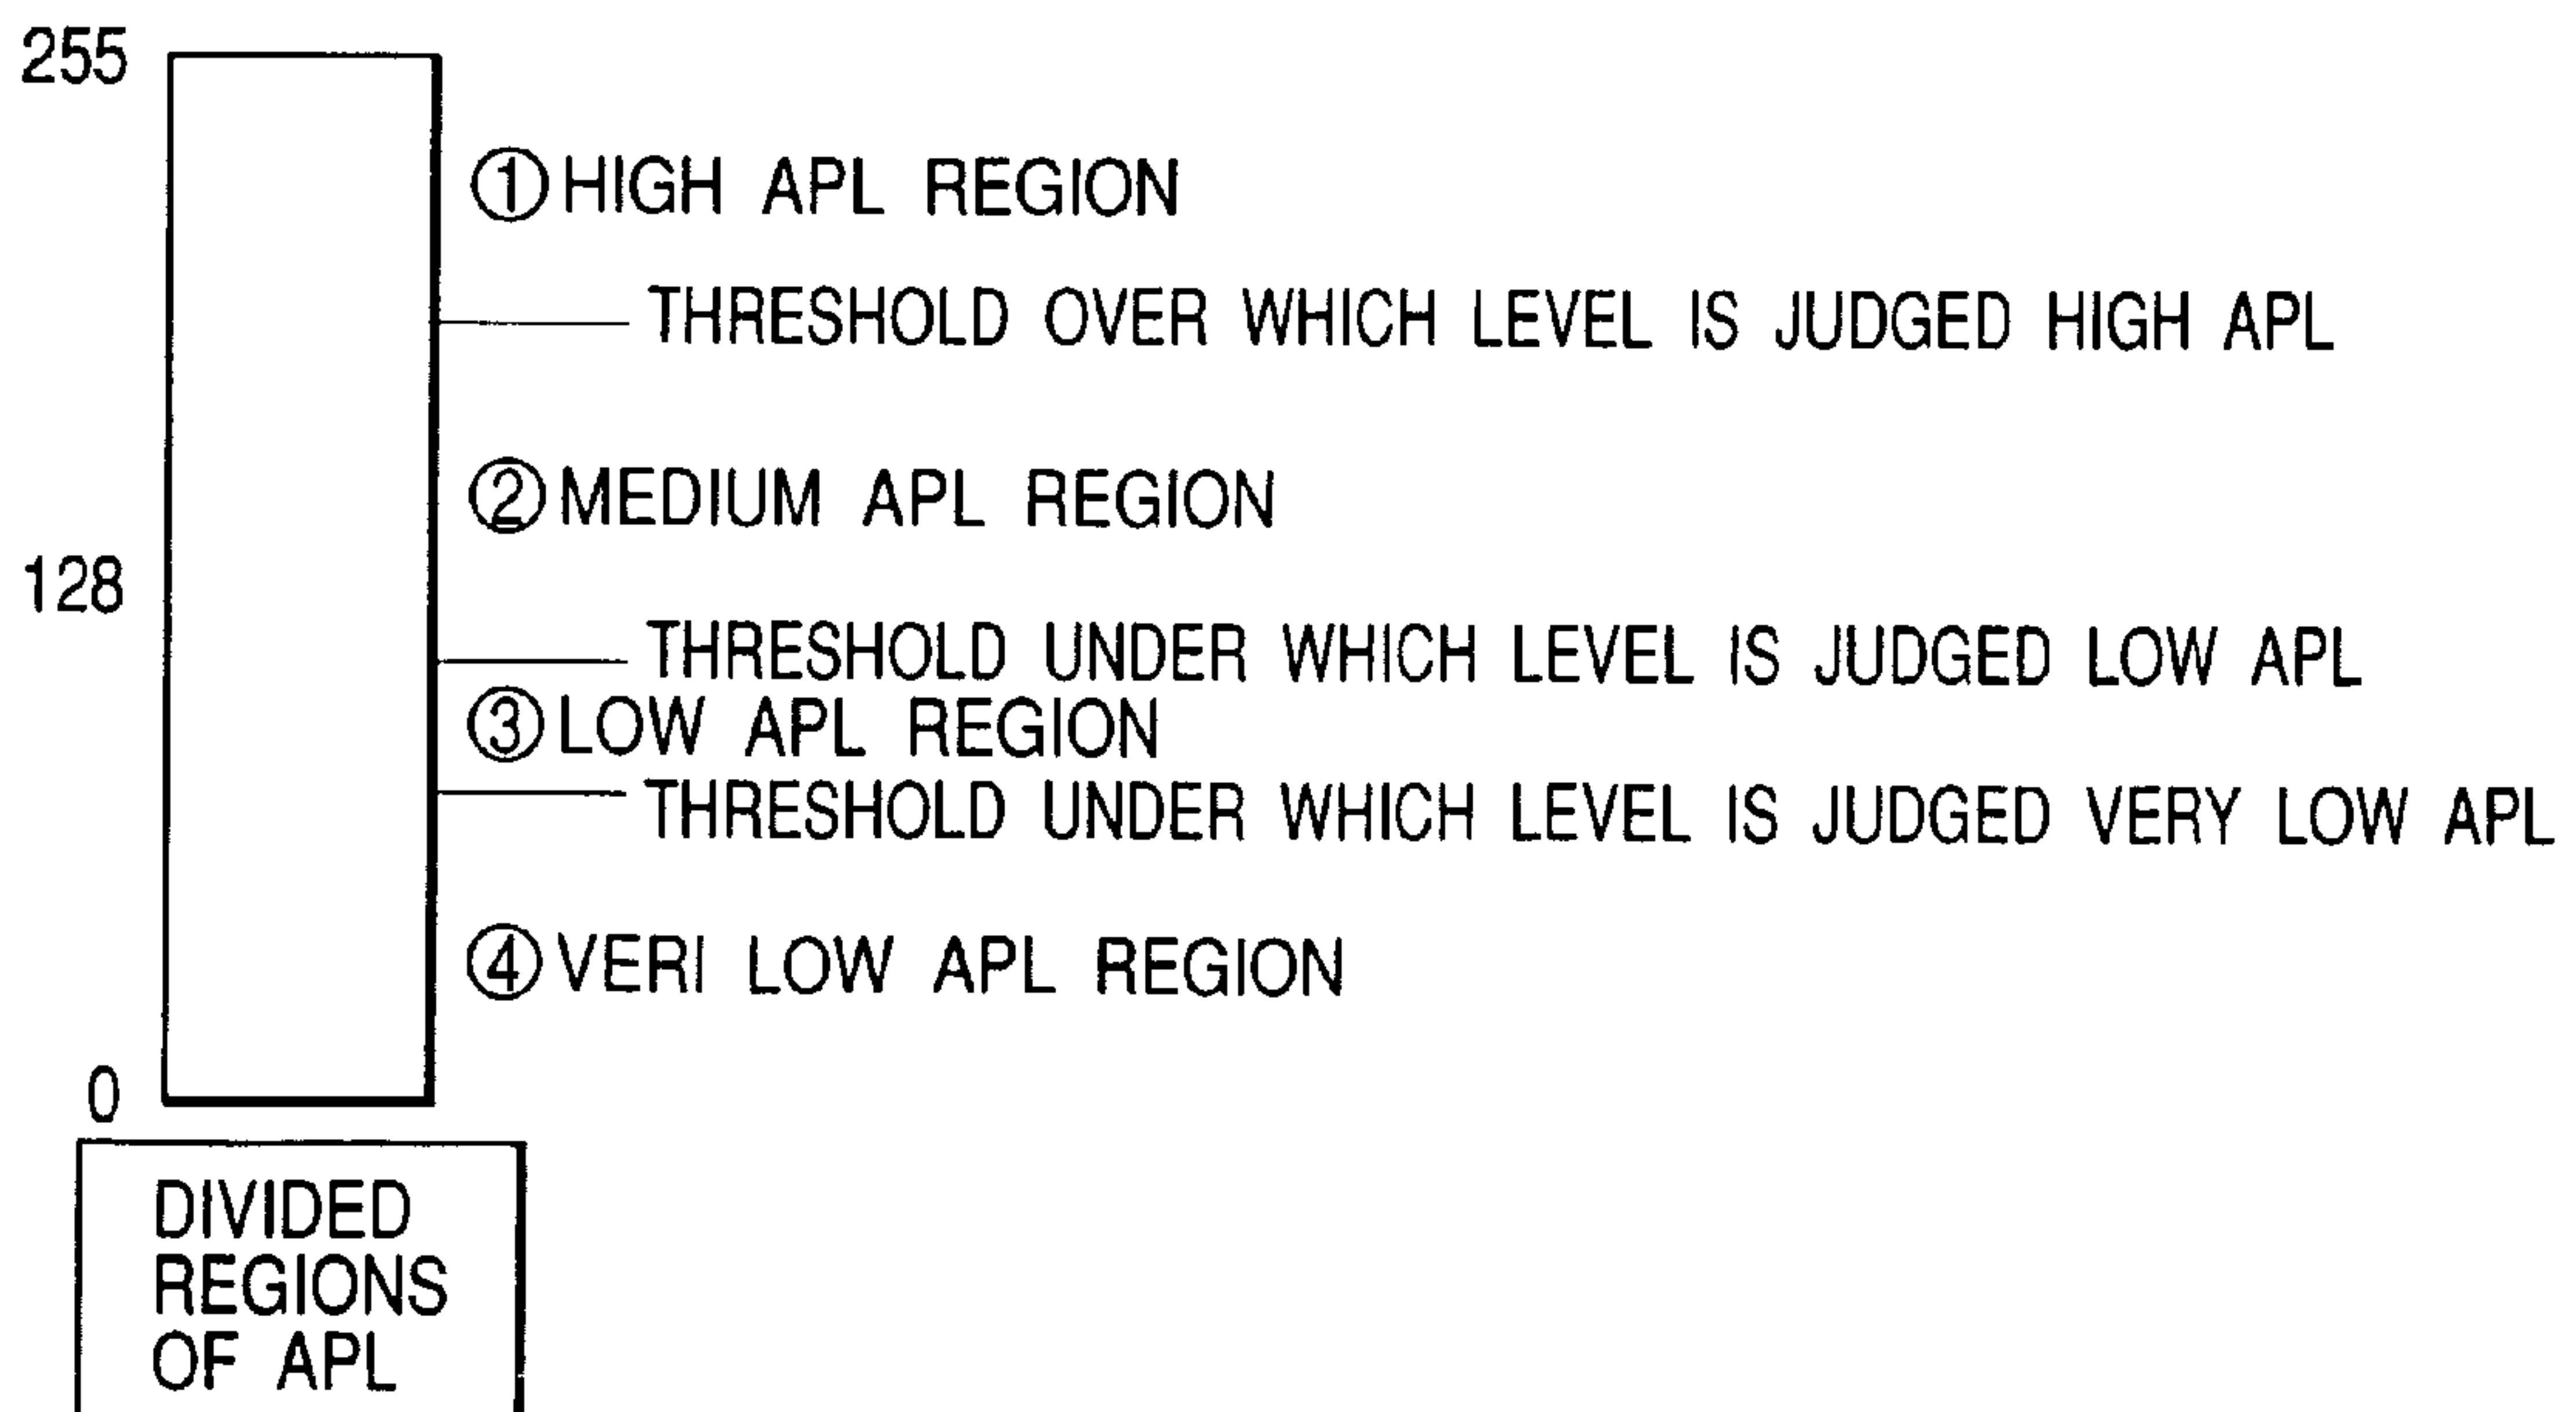 255
①HIGH APL REGION
THRESHOLD OVER WHICH LEVEL IS JUDGED HIGH APL
②MEDIUM APL REGION
128
THRESHOLD UNDER WHICH LEVEL IS JUDGED LOW APL
③LOW APL REGION
THRESHOLD UNDER WHICH LEVEL IS JUDGED VERY LOW APL
④VERI LOW APL REGION
0
DIVIDED
REGIONS
OF APL